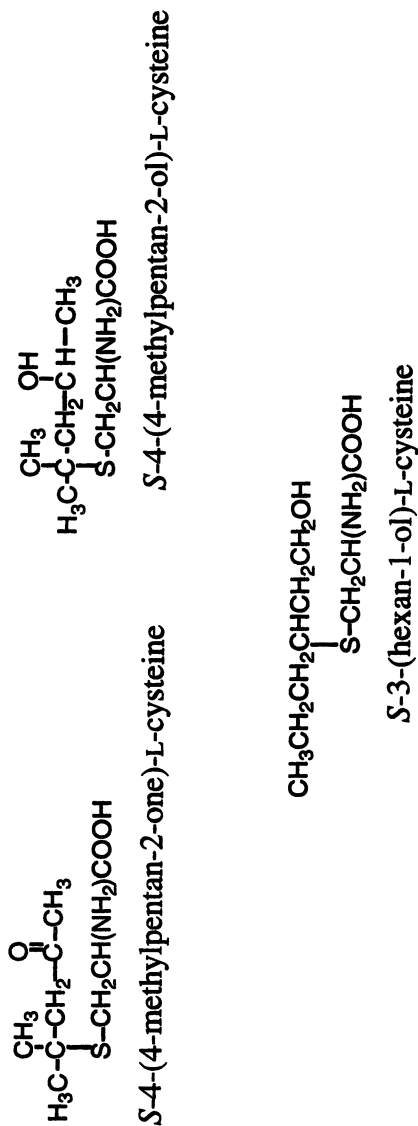 CH₃ O
H₃C-C-CH₂-C-CH₃
S-CH₂CH(NH₂)COOH
S-4-(4-methylpentan-2-one)-L-cysteine
CH₃ OH
H₃C-C-CH₂-CH-CH₃
S-CH₂CH(NH₂)COOH
S-4-(4-methylpentan-2-ol)-L-cysteine
CH₃CH₂CH₂CHCH₂CH₂OH
S-CH₂CH(NH₂)COOH
S-3-(hexan-1-ol)-L-cysteine